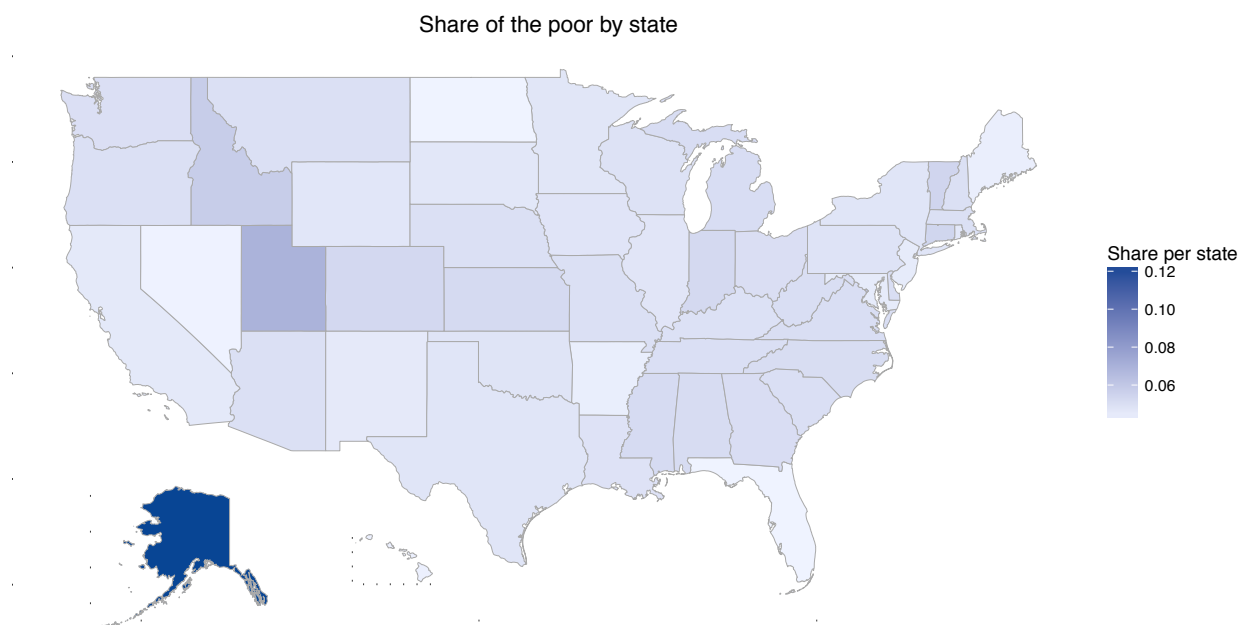 Share of the poor by state
Share per state
0.12
0.10
0.08
0.06